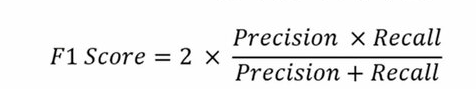 F1 Score = 2 × Precision × Recall / Precision + Recall